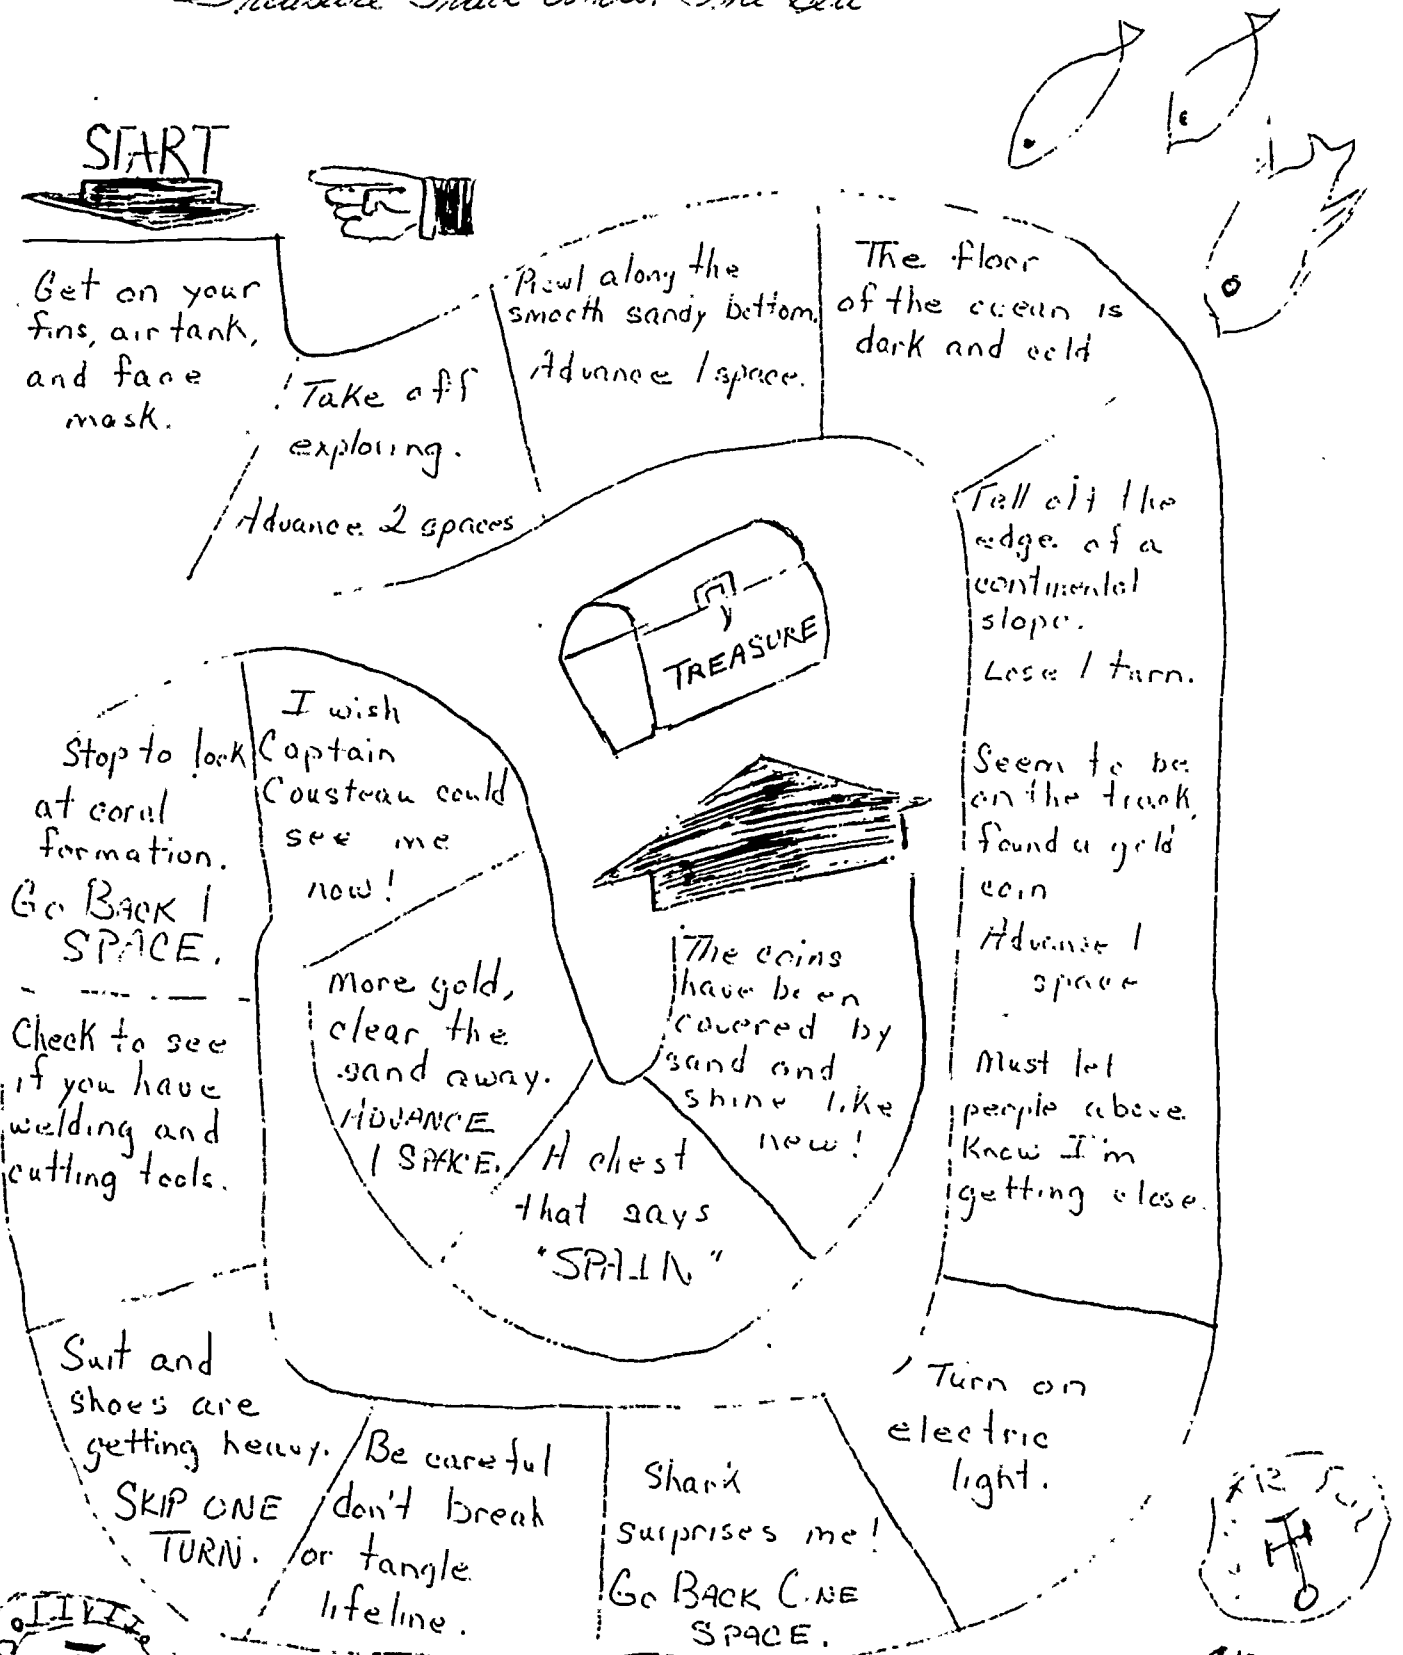 Treasure
START
Get on your
fins, air tank,
and face
mask.
Take off
exploring.
Advance 2 spaces
Prowl along the
smooth sandy bottom.
Advance 1 space.
The floor
of the ocean is
dark and cold
Fell off the
edge of a
continental
slope.
Lose 1 turn.
Seem to be
on the track,
found a gold
coin
Advance 1
space
Must let
people above
Know I'm
getting close.
Turn on
electric
light.
Shark
surprises me!
GO BACK ONE
SPACE.
Be careful
don't break
or tangle
lifeline.
Suit and
shoes are
getting heavy.
SKIP ONE
TURN.
Check to see
if you have
welding and
cutting tools.
Stop to look
at coral
formation.
GO BACK 1
SPACE.
I wish
Captain
Cousteau could
see me
now!
More gold,
clear the
sand away.
ADVANCE
1 SPACE.
A chest
that says
"SPAIN"
The coins
have been
covered by
sand and
shine like
new!
TREASURE